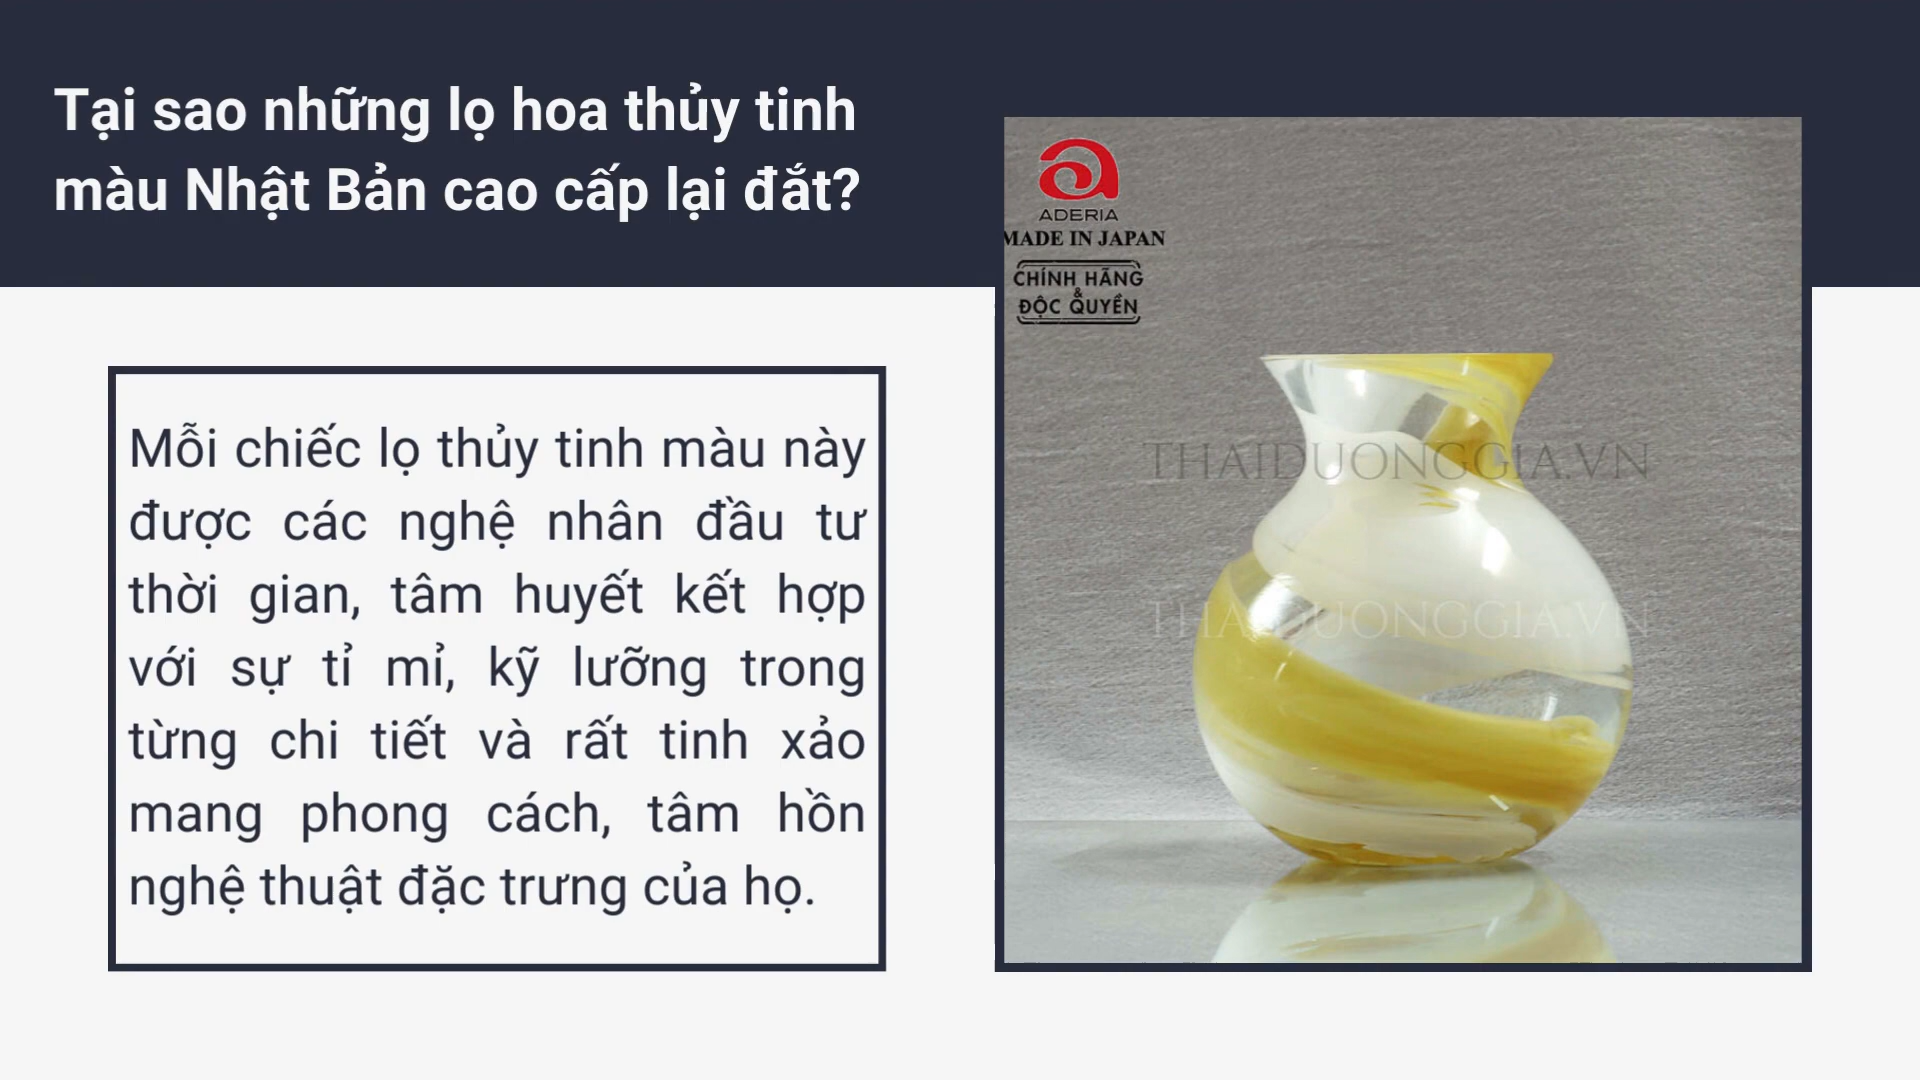 Tại sao những lọ hoa thủy tinh
màu Nhật Bản cao cấp lại đắt?
Mỗi chiếc lọ thủy tinh màu này
được các nghệ nhân đầu tư
thời gian, tâm huyết kết hợp
với sự tỉ mỉ, kỹ lưỡng trong
từng chi tiết và rất tinh xảo
mang phong cách, tâm hồn
nghệ thuật đặc trưng của họ.
ADERIA
MADE IN JAPAN
CHÍNH HÃNG
&
ĐỘC QUYỀN
THAIDUONGGIA.VN
THAIDUONGGIA.VN